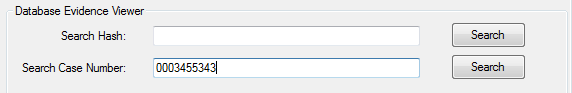 Database Evidence Viewer
Search Hash: Search
Search Case Number: 0003455343 Search